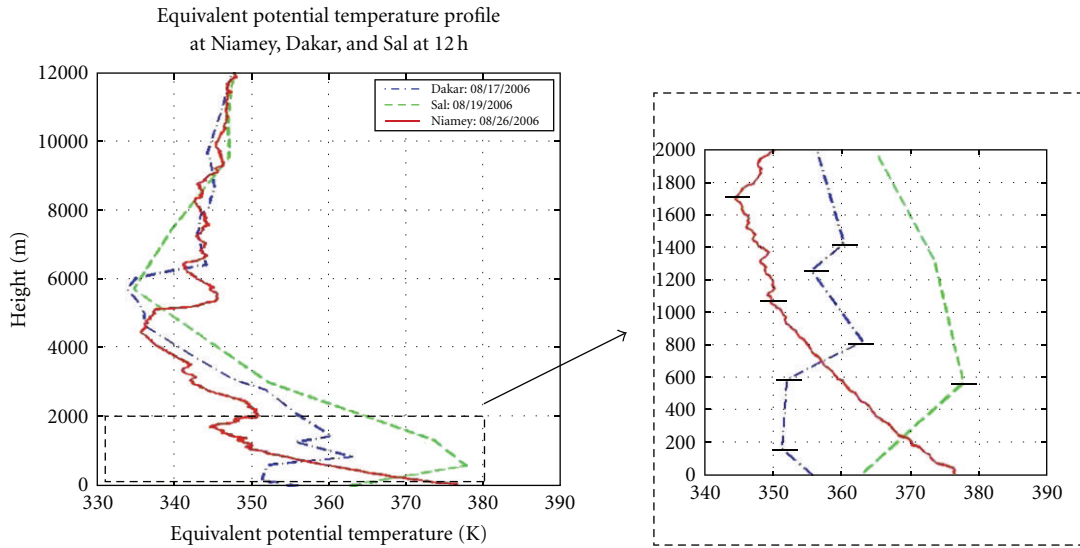 Equivalent potential temperature profile
at Niamey, Dakar, and Sal at 12 h
12000
10000
8000
6000
4000
2000
0
Height (m)
330 340 350 360 370 380 390
Equivalent potential temperature (K)
Dakar: 08/17/2006
Sal: 08/19/2006
Niamey: 08/26/2006
2000
1800
1600
1400
1200
1000
800
600
400
200
0
340 350 360 370 380 390